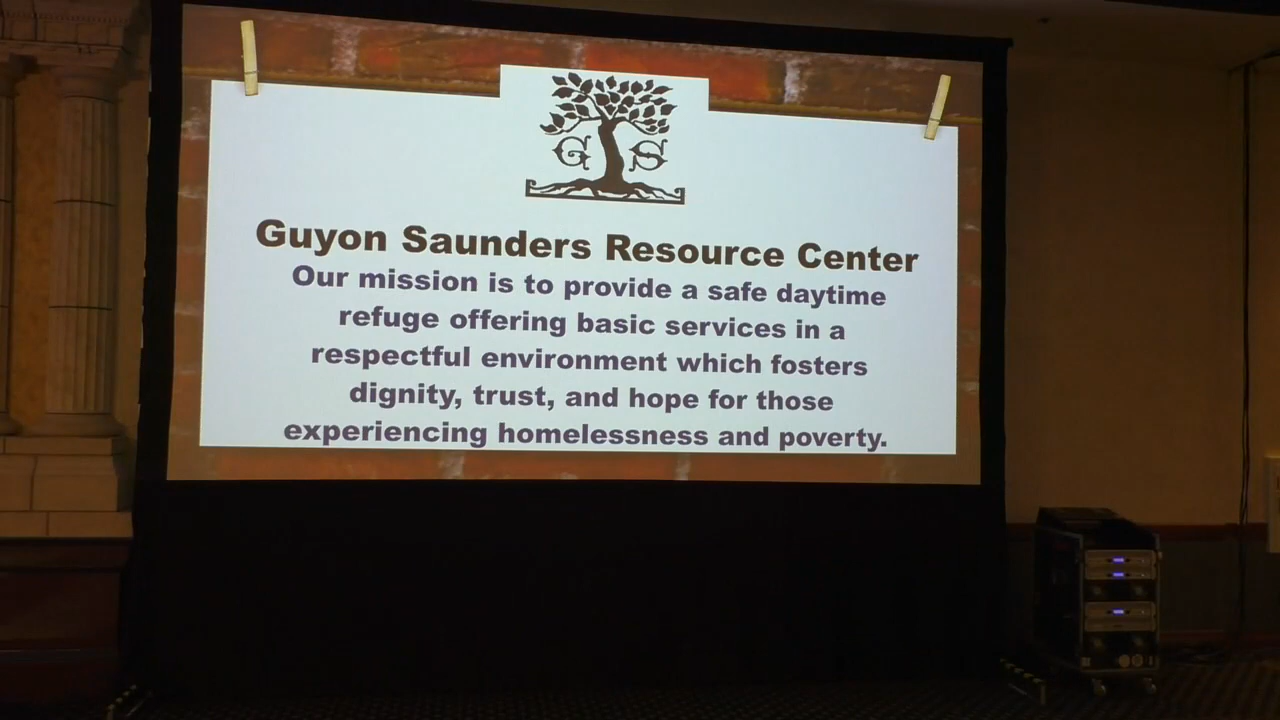 G S
Guyon Saunders Resource Center
Our mission is to provide a safe daytime
refuge offering basic services in a
respectful environment which fosters
dignity, trust, and hope for those
experiencing homelessness and poverty.